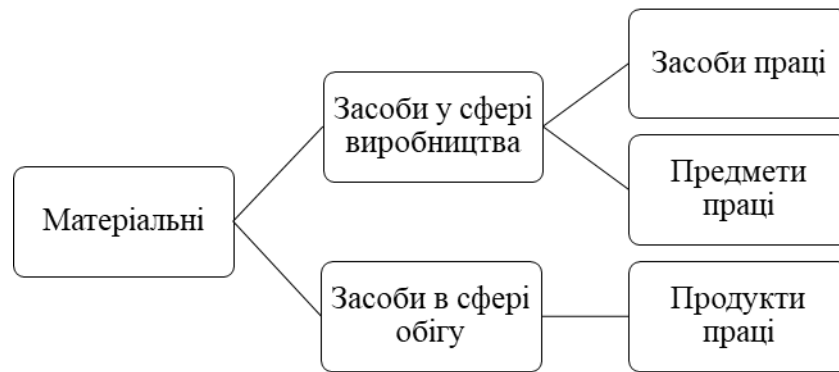 Матеріальні
Засоби у сфері
виробництва
Засоби праці
Предмети
праці
Засоби в сфері
обігу
Продукти
праці